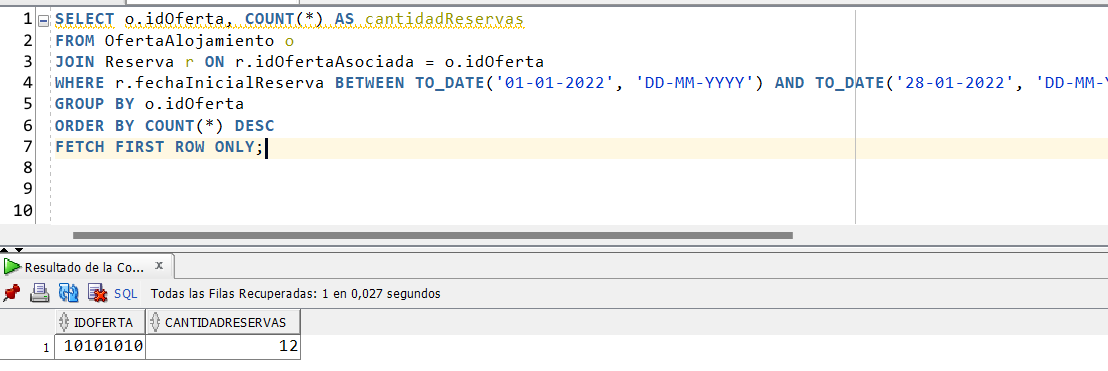 1 SELECT o.idOferta, COUNT(*) AS cantidadReservas
2 FROM OfertaAlojamiento o
3 JOIN Reserva r ON r.idOfertaAsociada = o.idOferta
4 WHERE r.fechaInicialReserva BETWEEN TO_DATE('01-01-2022', 'DD-MM-YYYY') AND TO_DATE('28-01-2022', 'DD-MM-Y
5 GROUP BY o.idOferta
6 ORDER BY COUNT(*) DESC
7 FETCH FIRST ROW ONLY;
8
9
10
Resultado de la Co... x
SQL Todas las Filas Recuperadas: 1 en 0,027 segundos
IDOFERTA CANTIDADRESERVAS
1 10101010 12